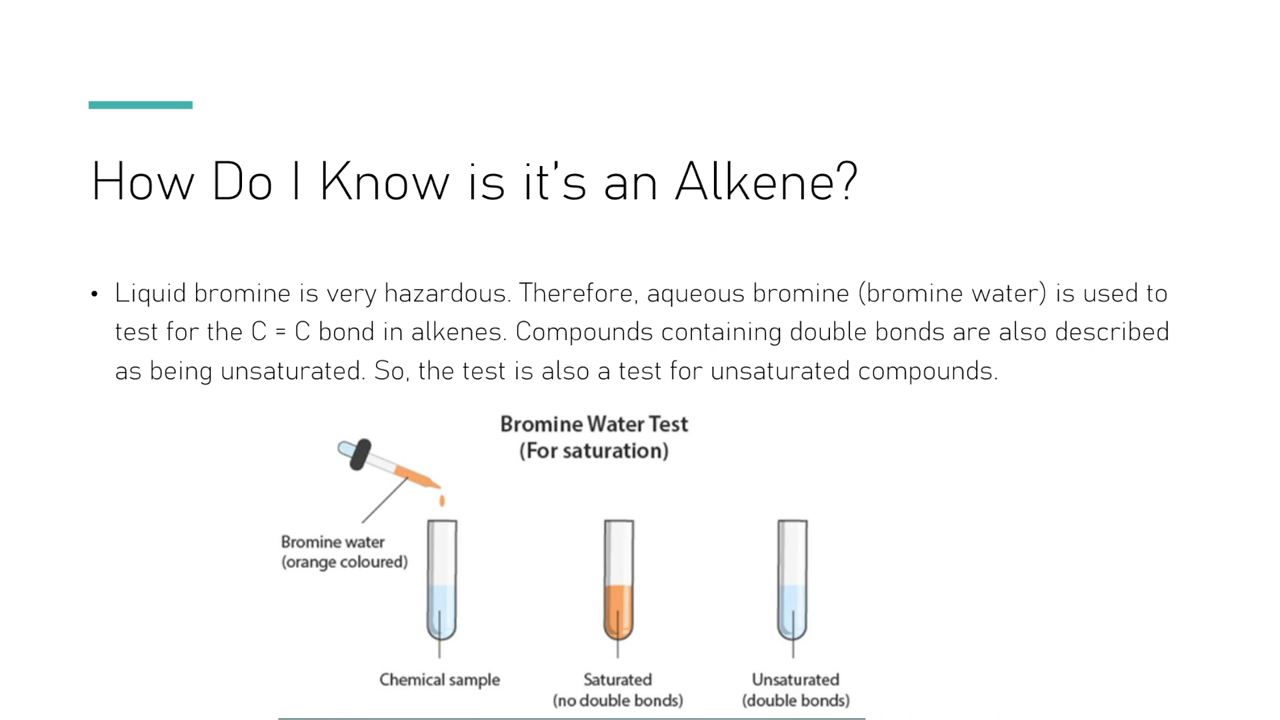 How Do I Know is it's an Alkene?
• Liquid bromine is very hazardous. Therefore, aqueous bromine (bromine water) is used to
test for the C = C bond in alkenes. Compounds containing double bonds are also described
as being unsaturated. So, the test is also a test for unsaturated compounds.
Bromine Water Test
(For saturation)
Bromine water
(orange coloured)
Chemical sample
Saturated
(no double bonds)
Unsaturated
(double bonds)